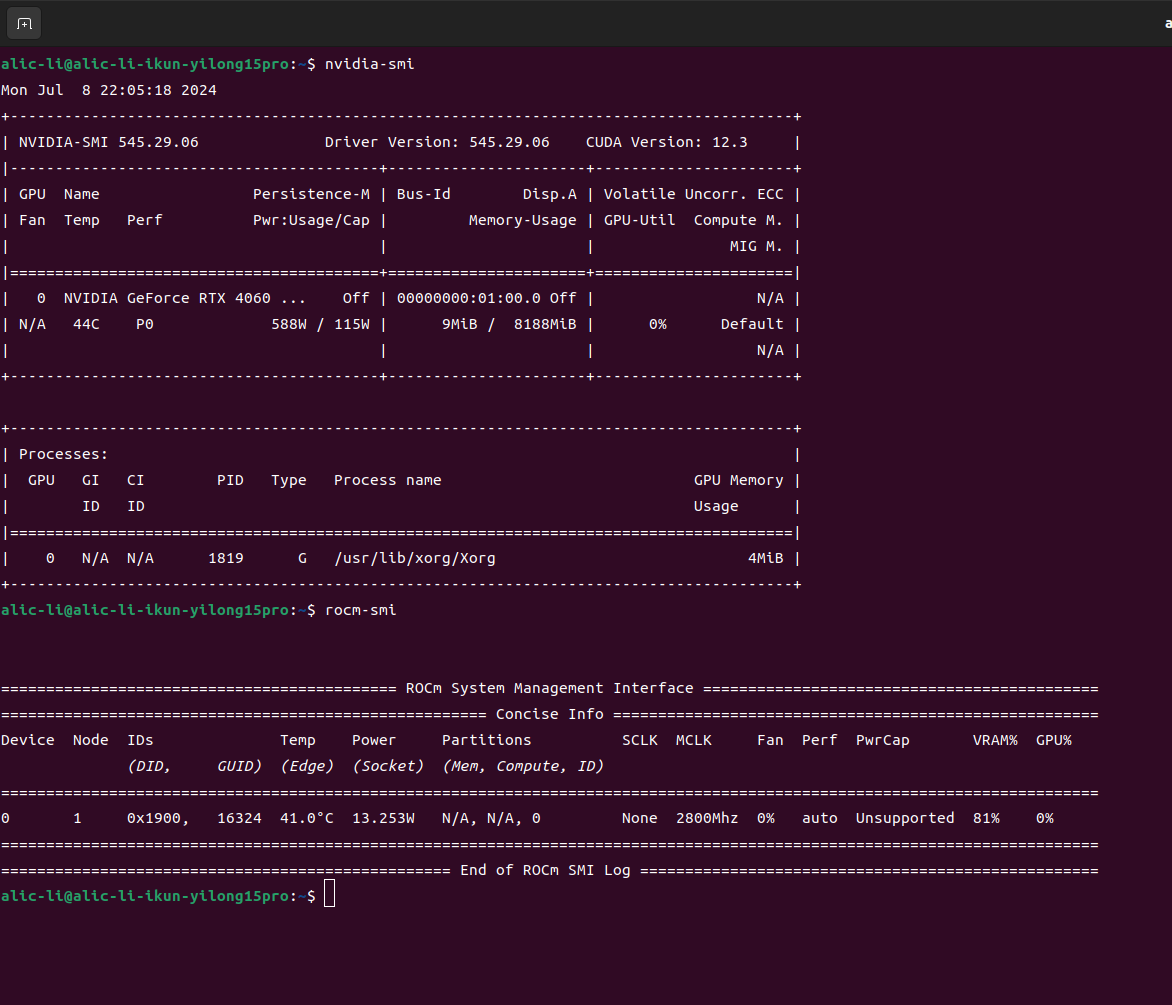 a
alic-li@alic-li-ikun-yilong15pro:~$ nvidia-smi
Mon Jul  8 22:05:18 2024
+---------------------------------------------------------------------------------------+
| NVIDIA-SMI 545.29.06              Driver Version: 545.29.06    CUDA Version: 12.3     |
|-----------------------------------------+----------------------+----------------------+
| GPU  Name                 Persistence-M | Bus-Id        Disp.A | Volatile Uncorr. ECC |
| Fan  Temp   Perf          Pwr:Usage/Cap |         Memory-Usage | GPU-Util  Compute M. |
|                                         |                      |               MIG M. |
|=========================================+======================+======================|
|   0  NVIDIA GeForce RTX 4060 ...    Off | 00000000:01:00.0 Off |                  N/A |
| N/A   44C    P0             588W / 115W |      9MiB /  8188MiB |      0%      Default |
|                                         |                      |                  N/A |
+-----------------------------------------+----------------------+----------------------+
+---------------------------------------------------------------------------------------+
| Processes:                                                                            |
|  GPU   GI   CI        PID   Type   Process name                            GPU Memory |
|        ID   ID                                                             Usage      |
|=======================================================================================|
|    0   N/A  N/A      1819      G   /usr/lib/xorg/Xorg                            4MiB |
+---------------------------------------------------------------------------------------+
alic-li@alic-li-ikun-yilong15pro:~$ rocm-smi
============================================ ROCm System Management Interface ============================================
====================================================== Concise Info ======================================================
Device  Node  IDs              Temp    Power     Partitions          SCLK  MCLK     Fan  Perf  PwrCap       VRAM%  GPU%
              (DID,     GUID)  (Edge)  (Socket)  (Mem, Compute, ID)
==========================================================================================================================
0       1     0x1900,   16324  41.0°C  13.253W   N/A, N/A, 0         None  2800Mhz  0%   auto  Unsupported  81%    0%
==========================================================================================================================
================================================== End of ROCm SMI Log ===================================================
alic-li@alic-li-ikun-yilong15pro:~$